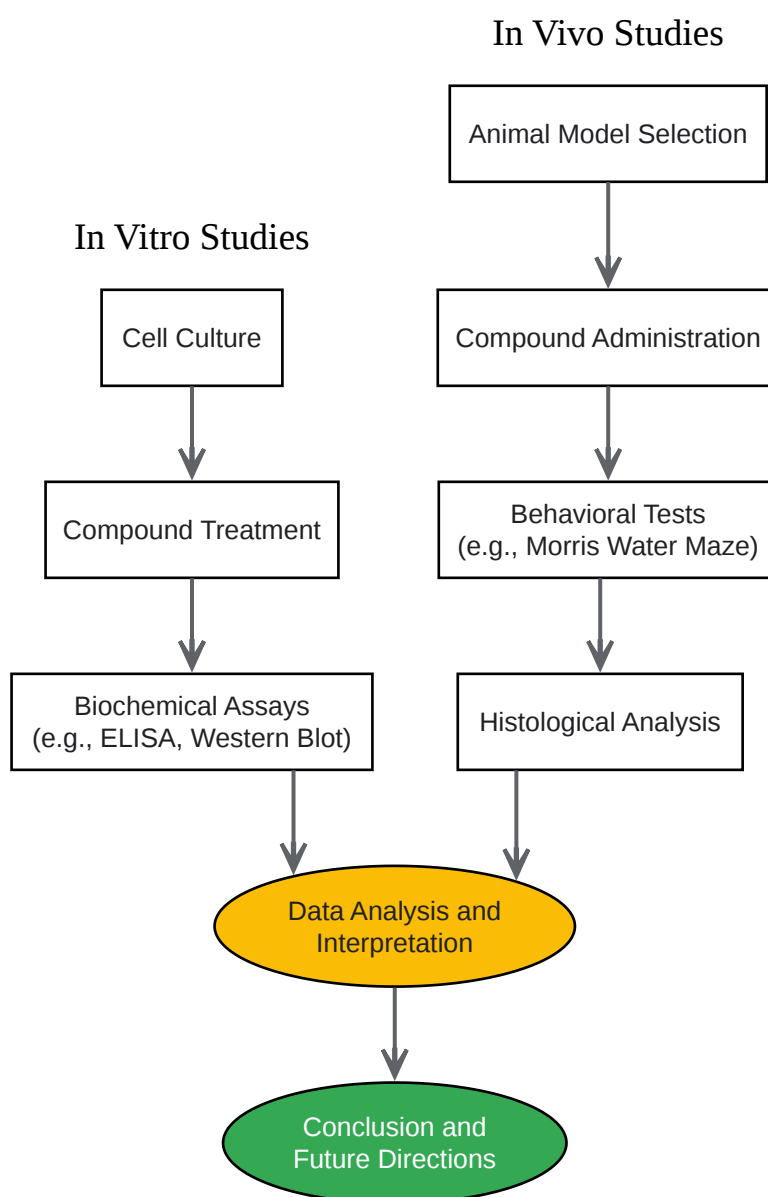 In Vivo Studies
Animal Model Selection
In Vitro Studies
Cell Culture
Compound Administration
Compound Treatment
Behavioral Tests
(e.g., Morris Water Maze)
Biochemical Assays
(e.g., ELISA, Western Blot)
Histological Analysis
Data Analysis and
Interpretation
Conclusion and
Future Directions